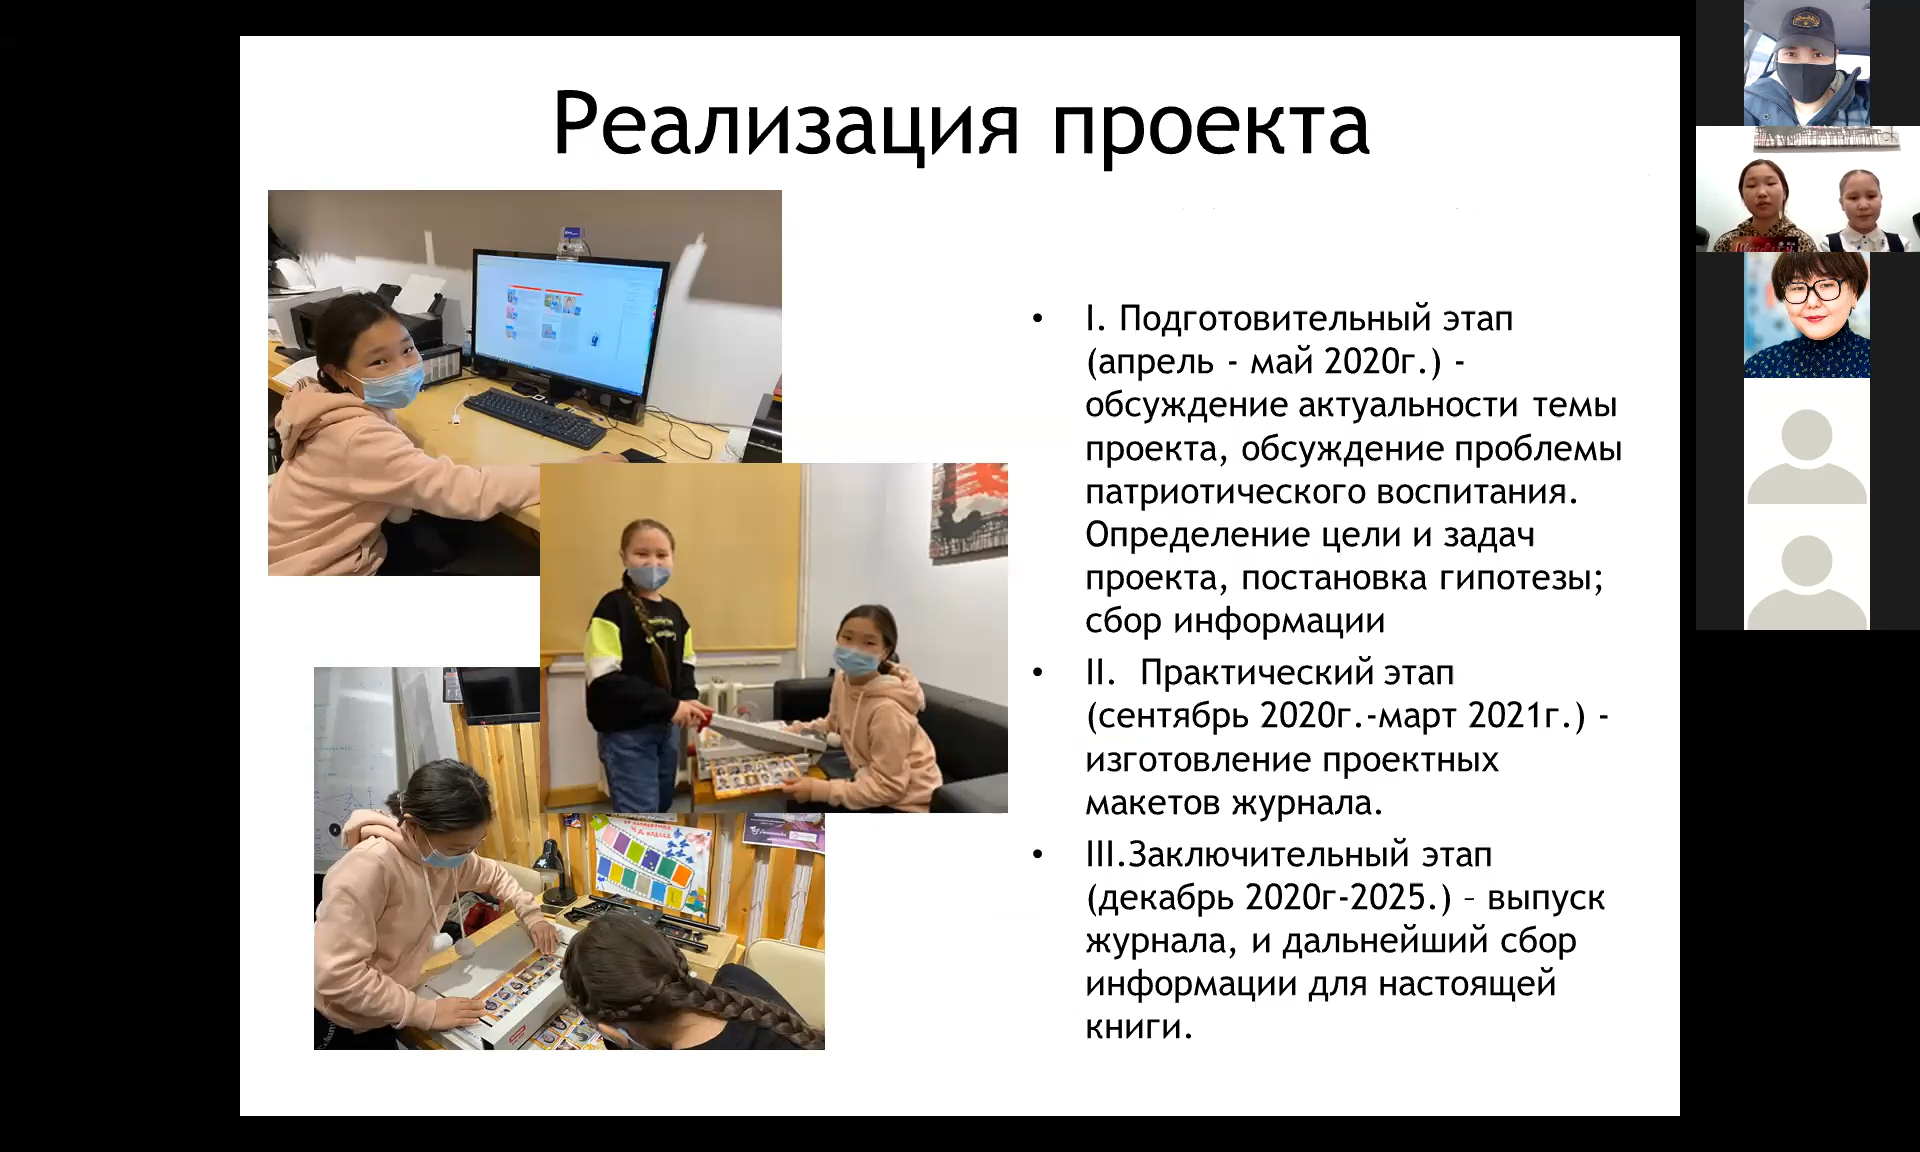 Реализация проекта
• I. Подготовительный этап
(апрель - май 2020г.) -
обсуждение актуальности темы
проекта, обсуждение проблемы
патриотического воспитания.
Определение цели и задач
проекта, постановка гипотезы;
сбор информации
• II. Практический этап
(сентябрь 2020г.-март 2021г.) -
изготовление проектных
макетов журнала.
• III.Заключительный этап
(декабрь 2020г-2025.) – выпуск
журнала, и дальнейший сбор
информации для настоящей
книги.
4 Д КЛАССА